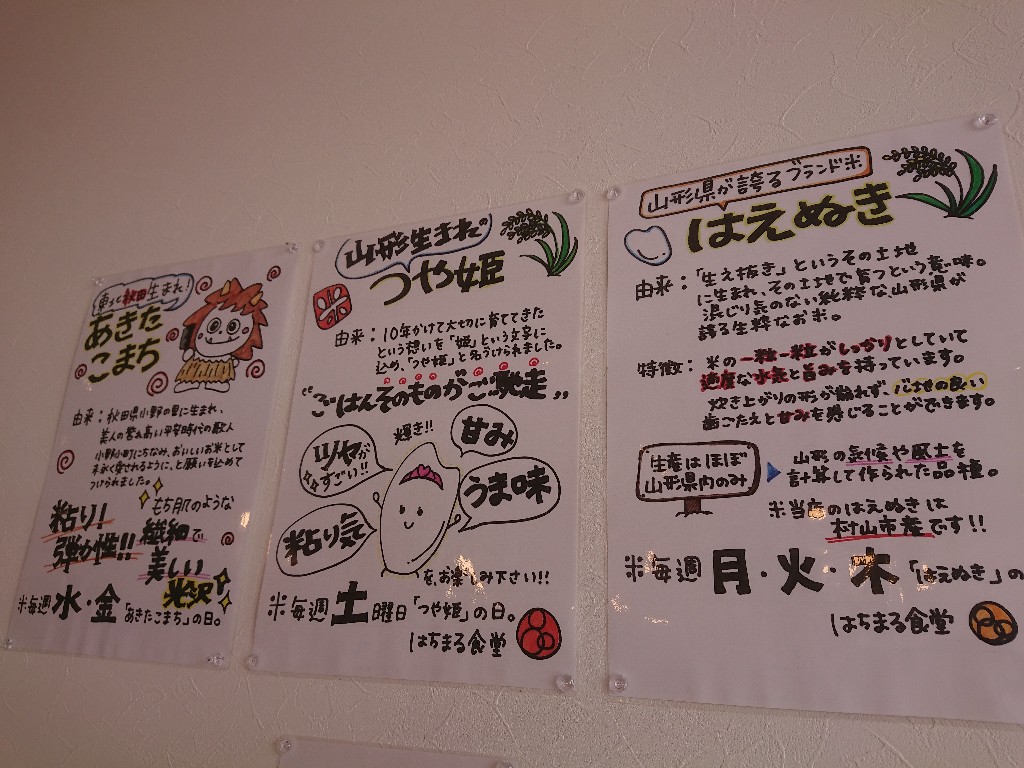 秋田生まれ!
あきた
こまち
由来：秋田県小野の里に生まれ、
美人の誉れ高い平安時代の歌人
小野小町にちなみ、おいしいお米として
末永く愛されるように、と願いを込めて
つけられました。
粘り!
弾力性!!
もち肌のような
繊細で
美しい
光沢!
※毎週水・金「あきたこまち」の日。
山形生まれの
つや姫
米
由来：10年かけて大切に育ててきた
という想いを「姫」という文字に
込め、「つや姫」と名づけられました。
"ごはんそのものがご馳走"
輝き!!
ツヤが
すごい!!
甘み
粘り気
うま味
をお楽しみ下さい!!
※毎週土曜日「つや姫」の日。
はちまる食堂
山形県が誇るブランド米
はえぬき
由来：「生え抜き」というその土地
に生まれ、その土地で育つという意味。
混じり気のない純粋な、山形県が
誇る生粋なお米。
特徴：米の一粒一粒がしっかりとしていて
適度な水気と旨みを持っています。
炊き上がりの形が崩れず、心地の良い
歯ごたえと甘みを感じることができます。
生産はほぼ
山形県内のみ
山形の気候や風土を
計算して作られた品種。
※当店のはえぬきは
村山市産です!!
※毎週月・火・木「はえぬき」の
はちまる食堂